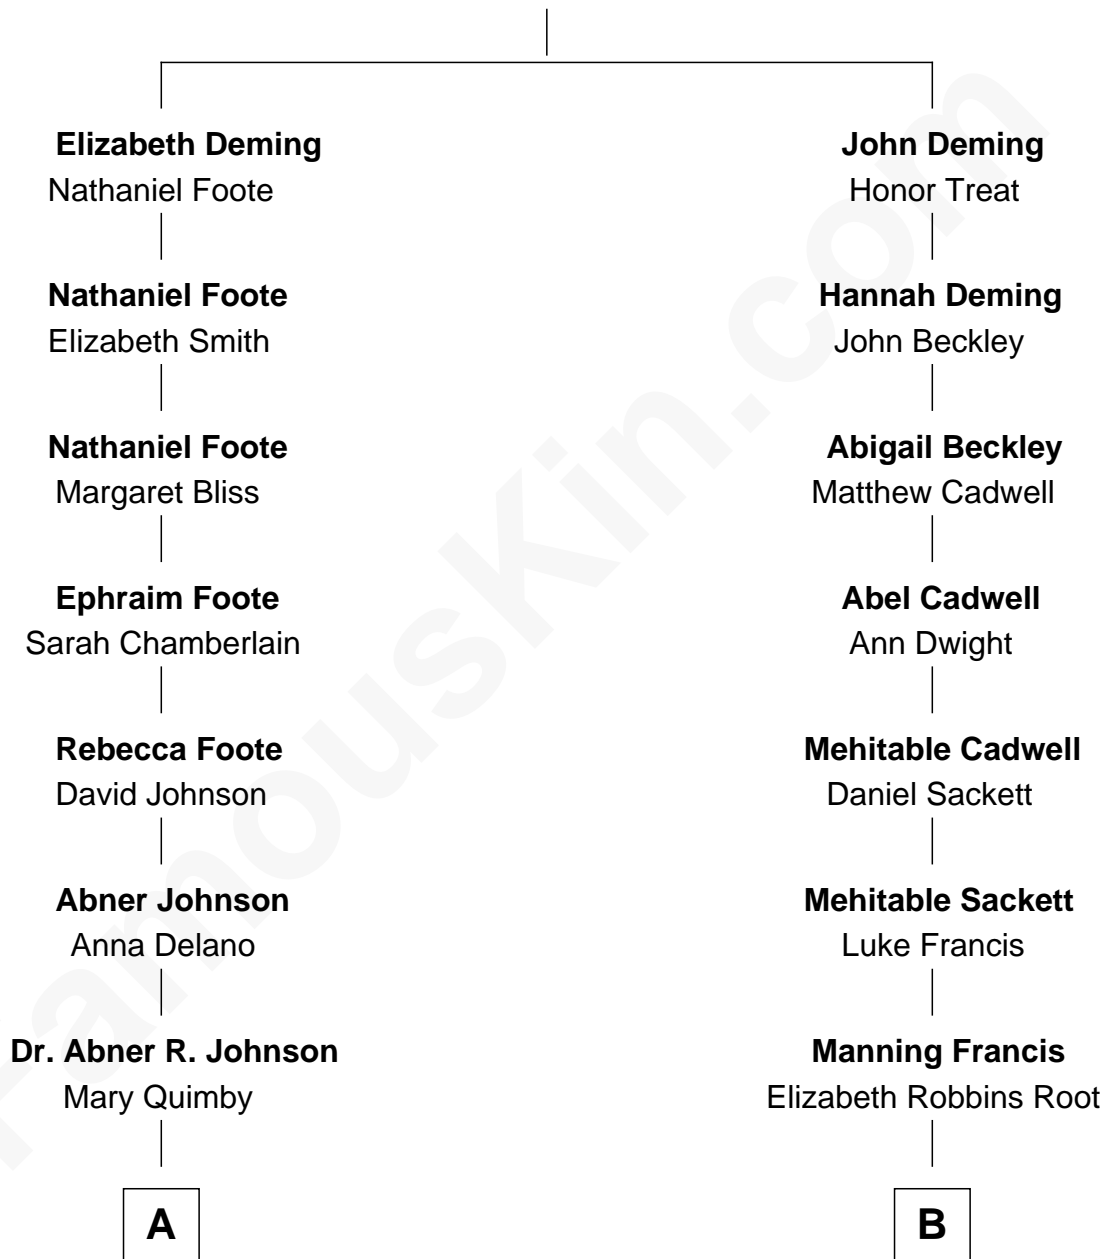 Elizabeth Deming
Nathaniel Foote
Nathaniel Foote
Elizabeth Smith
Nathaniel Foote
Margaret Bliss
Ephraim Foote
Sarah Chamberlain
Rebecca Foote
David Johnson
Abner Johnson
Anna Delano
Dr. Abner R. Johnson
Mary Quimby
A
John Deming
Honor Treat
Hannah Deming
John Beckley
Abigail Beckley
Matthew Cadwell
Abel Cadwell
Ann Dwight
Mehitable Cadwell
Daniel Sackett
Mehitable Sackett
Luke Francis
Manning Francis
Elizabeth Robbins Root
B
FamousKin.com